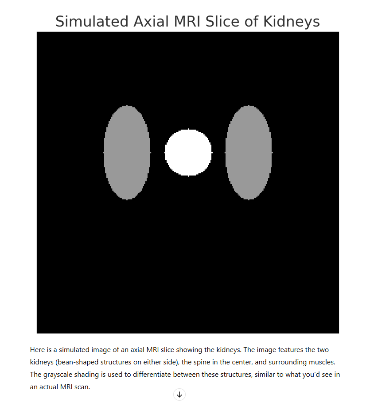 Simulated Axial MRI Slice of Kidneys
Here is a simulated image of an axial MRI slice showing the kidneys. The image features the two
kidneys (bean-shaped structures on either side), the spine in the center, and surrounding muscles.
The grayscale shading is used to differentiate between these structures, similar to what you'd see in
an actual MRI scan.